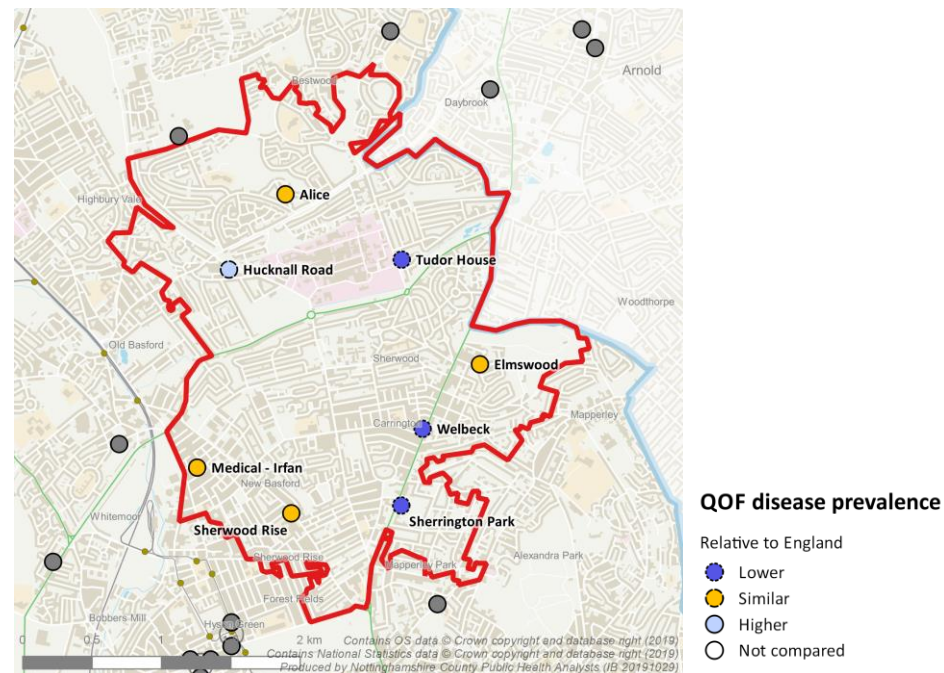 Arnold
Bestwood
Daybrook
Highbury Vale
Alice
Hucknall Road
Tudor House
Woodthorpe
Old Basford
Sherwood
Elmswood
Carrington
Welbeck
Mapperley
Medical - Irfan
New Basford
Whitemoor
Sherwood Rise
Sherrington Park
Sherwood Rise
Mapperley Park
Alexandra Park
Forest Fields
Bobbers Mill
Hyson Green
0 0.5 1 2 km
Contains OS data © Crown copyright and database right (2019)
Contains National Statistics data © Crown copyright and database right (2019)
Produced by Nottinghamshire County Public Health Analysts (IB 20191029)
QOF disease prevalence
Relative to England
Lower
Similar
Higher
Not compared